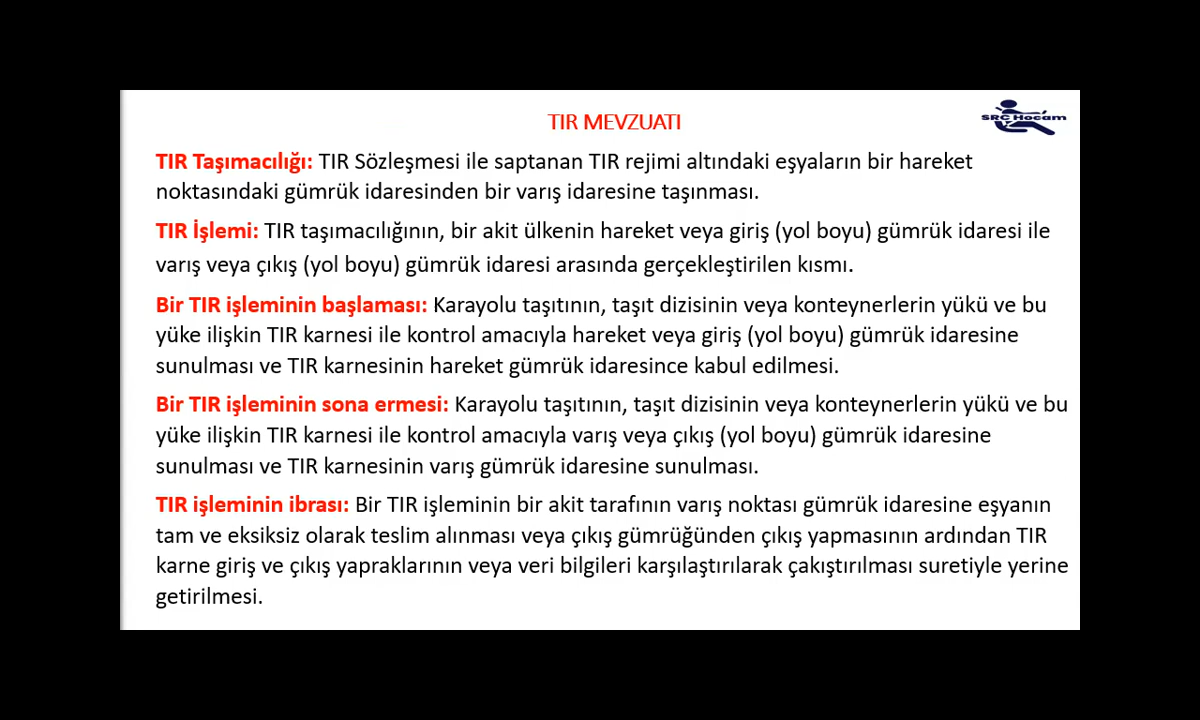 TIR MEVZUATI
SRC Hocam
TIR Taşımacılığı: TIR Sözleşmesi ile saptanan TIR rejimi altındaki eşyaların bir hareket
noktasındaki gümrük idaresinden bir varış idaresine taşınması.
TIR İşlemi: TIR taşımacılığının, bir akit ülkenin hareket veya giriş (yol boyu) gümrük idaresi ile
varış veya çıkış (yol boyu) gümrük idaresi arasında gerçekleştirilen kısmı.
Bir TIR işleminin başlaması: Karayolu taşıtının, taşıt dizisinin veya konteynerlerin yükü ve bu
yüke ilişkin TIR karnesi ile kontrol amacıyla hareket veya giriş (yol boyu) gümrük idaresine
sunulması ve TIR karnesinin hareket gümrük idaresince kabul edilmesi.
Bir TIR işleminin sona ermesi: Karayolu taşıtının, taşıt dizisinin veya konteynerlerin yükü ve bu
yüke ilişkin TIR karnesi ile kontrol amacıyla varış veya çıkış (yol boyu) gümrük idaresine
sunulması ve TIR karnesinin varış gümrük idaresine sunulması.
TIR işleminin ibrası: Bir TIR işleminin bir akit tarafının varış noktası gümrük idaresine eşyanın
tam ve eksiksiz olarak teslim alınması veya çıkış gümrüğünden çıkış yapmasının ardından TIR
karne giriş ve çıkış yapraklarının veya veri bilgileri karşılaştırılarak çakıştırılması suretiyle yerine
getirilmesi.